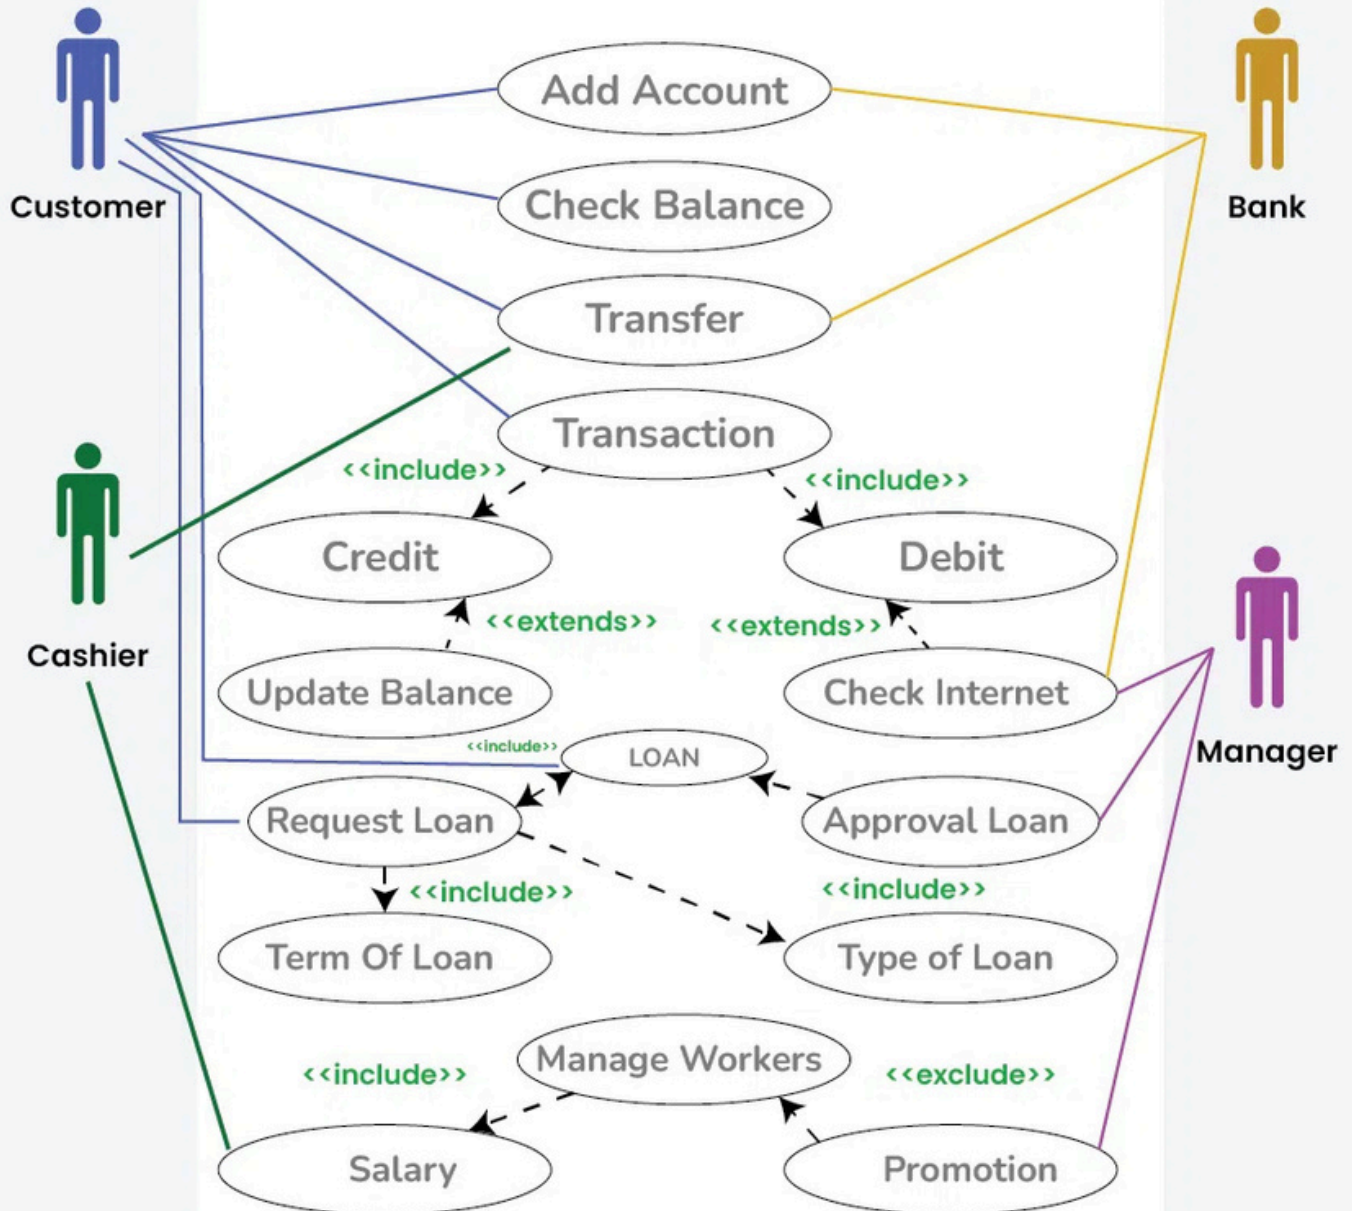 Add Account
Customer
Check Balance
Bank
Transfer
Transaction
<<include>>
<<include>>
Credit
Debit
<<extends>>
<<extends>>
Cashier
Update Balance
Check Internet
<<include>>
LOAN
Manager
Request Loan
Approval Loan
<<include>>
<<include>>
Term Of Loan
Type of Loan
Manage Workers
<<include>>
<<exclude>>
Salary
Promotion